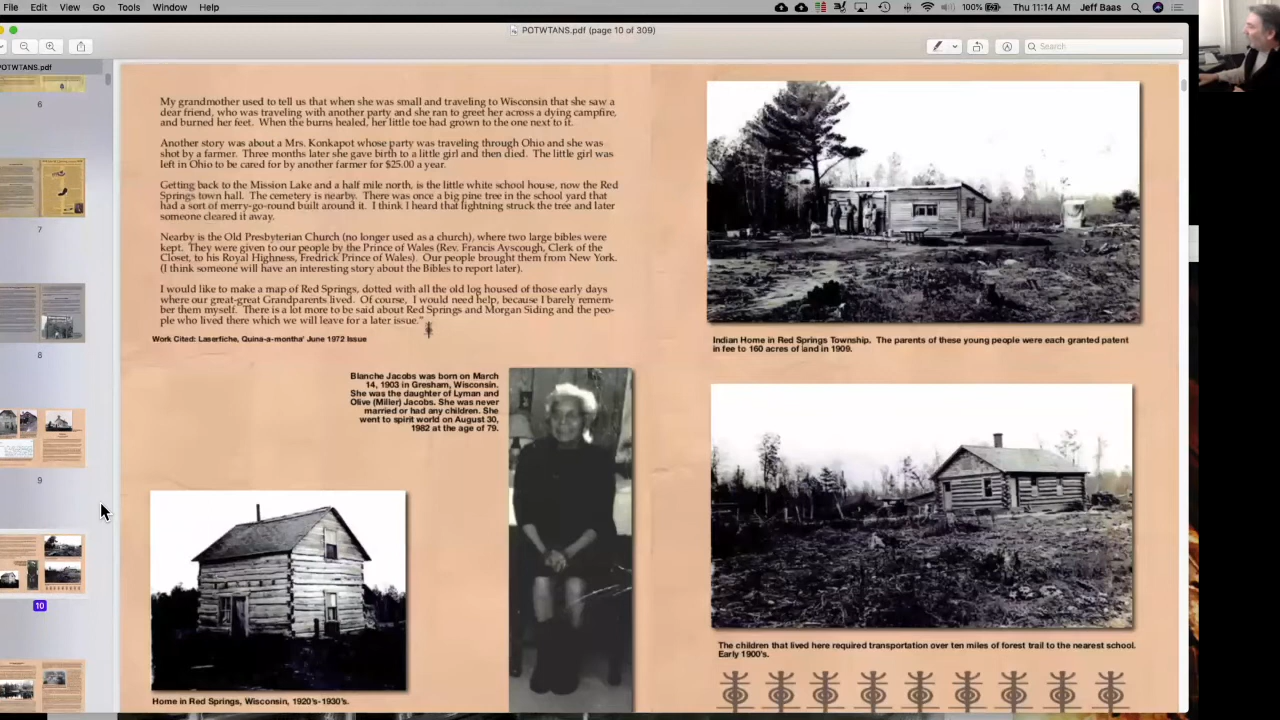 File Edit View Go Tools Window Help
100% Thu 11:14 AM Jeff Baas
POTWTANS.pdf (page 10 of 309)
Search
OTWTANS.pdf
6
7
8
9
10
My grandmother used to tell us that when she was small and traveling to Wisconsin that she saw a
dear friend, who was traveling with another party and she ran to greet her across a dying campfire,
and burned her feet. When the burns healed, her little toe had grown to the one next to it.
Another story was about a Mrs. Konkapot whose party was traveling through Ohio and she was
shot by a farmer. Three months later she gave birth to a little girl and then died. The little girl was
left in Ohio to be cared for by another farmer for $25.00 a year.
Getting back to the Mission Lake and a half mile north, is the little white school house, now the Red
Springs town hall. The cemetery is nearby. There was once a big pine tree in the school yard that
had a sort of merry-go-round built around it. I think I heard that lightning struck the tree and later
someone cleared it away.
Nearby is the Old Presbyterian Church (no longer used as a church), where two large bibles were
kept. They were given to our people by the Prince of Wales (Rev. Francis Ayscough, Clerk of the
Closet, to his Royal Highness, Fredrick Prince of Wales). Our people brought them from New York.
(I think someone will have an interesting story about the Bibles to report later).
I would like to make a map of Red Springs, dotted with all the old log housed of those early days
where our great-great Grandparents lived. Of course, I would need help, because I barely remem-
ber them myself. There is a lot more to be said about Red Springs and Morgan Siding and the peo-
ple who lived there which we will leave for a later issue."
Work Cited: Laserfiche, Quina-a-montha' June 1972 Issue
Blanche Jacobs was born on March
14, 1903 in Gresham, Wisconsin.
She was the daughter of Lyman and
Olive (Miller) Jacobs. She was never
married or had any children. She
went to spirit world on August 30,
1982 at the age of 79.
Home in Red Springs, Wisconsin, 1920's-1930's.
Indian Home in Red Springs Township. The parents of these young people were each granted patent
in fee to 160 acres of land in 1909.
The children that lived here required transportation over ten miles of forest trail to the nearest school.
Early 1900's.